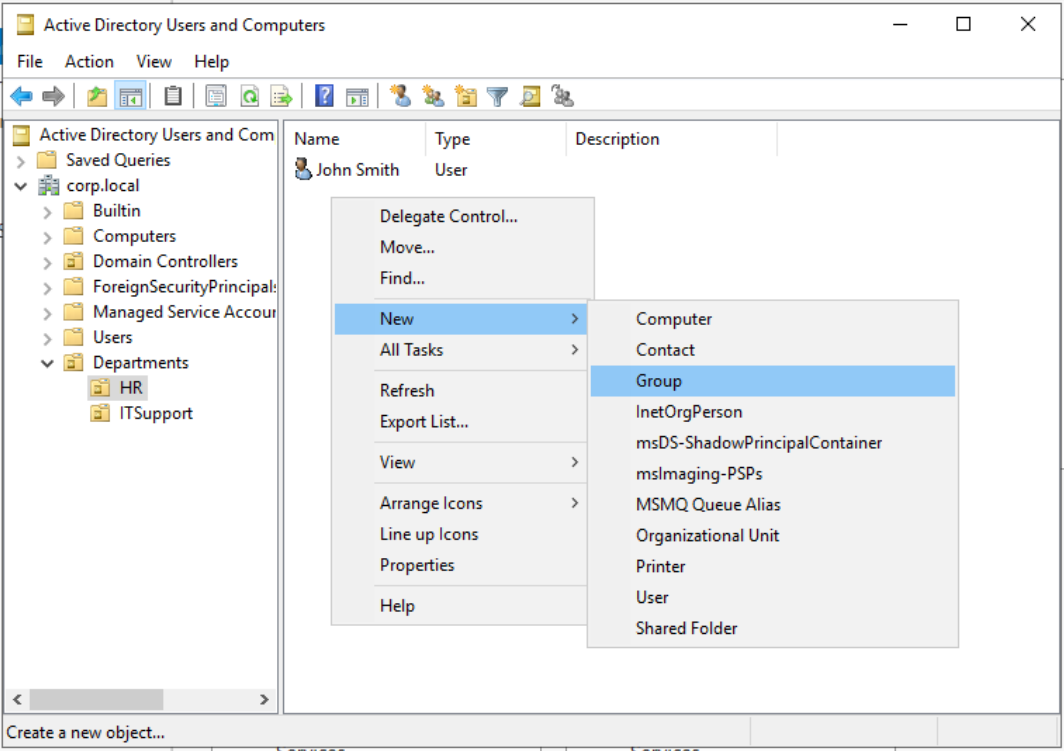 Active Directory Users and Computers
File Action View Help
Active Directory Users and Com
Saved Queries
corp.local
Builtin
Computers
Domain Controllers
ForeignSecurityPrincipals
Managed Service Accour
Users
Departments
HR
ITSupport
Name Type Description
John Smith User
Delegate Control...
Move...
Find...
New
All Tasks
Refresh
Export List...
View
Arrange Icons
Line up Icons
Properties
Help
Computer
Contact
Group
InetOrgPerson
msDS-ShadowPrincipalContainer
msImaging-PSPs
MSMQ Queue Alias
Organizational Unit
Printer
User
Shared Folder
Create a new object...